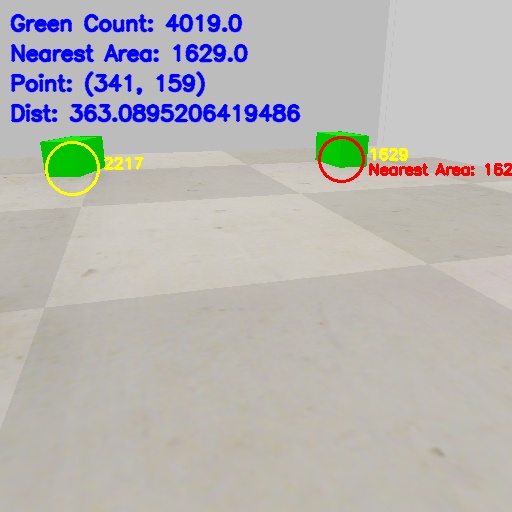 Green Count: 4019.0
Nearest Area: 1629.0
Point: (341, 159)
Dist: 363.0895206419486
2217
1629
Nearest Area: 162